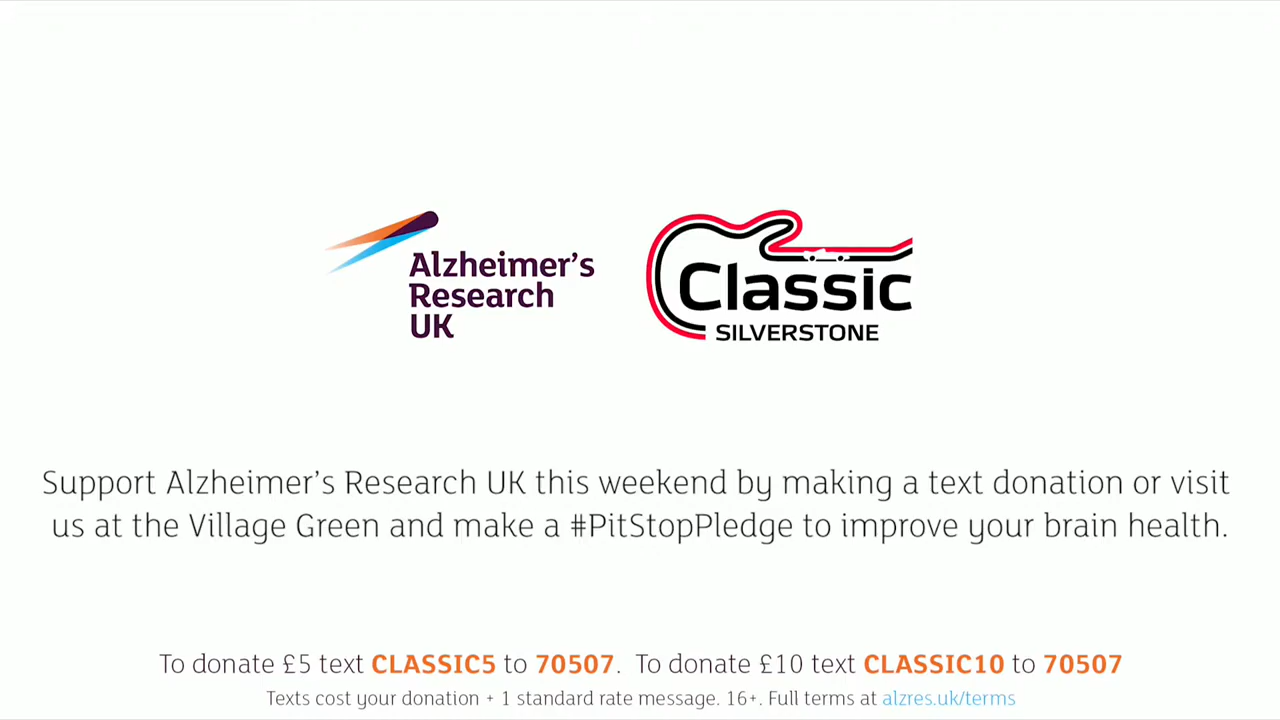 Alzheimer's
Research
UK
Classic
SILVERSTONE
Support Alzheimer's Research UK this weekend by making a text donation or visit
us at the Village Green and make a #PitStopPledge to improve your brain health.
To donate £5 text CLASSIC5 to 70507. To donate £10 text CLASSIC10 to 70507
Texts cost your donation + 1 standard rate message. 16+. Full terms at alzres.uk/terms